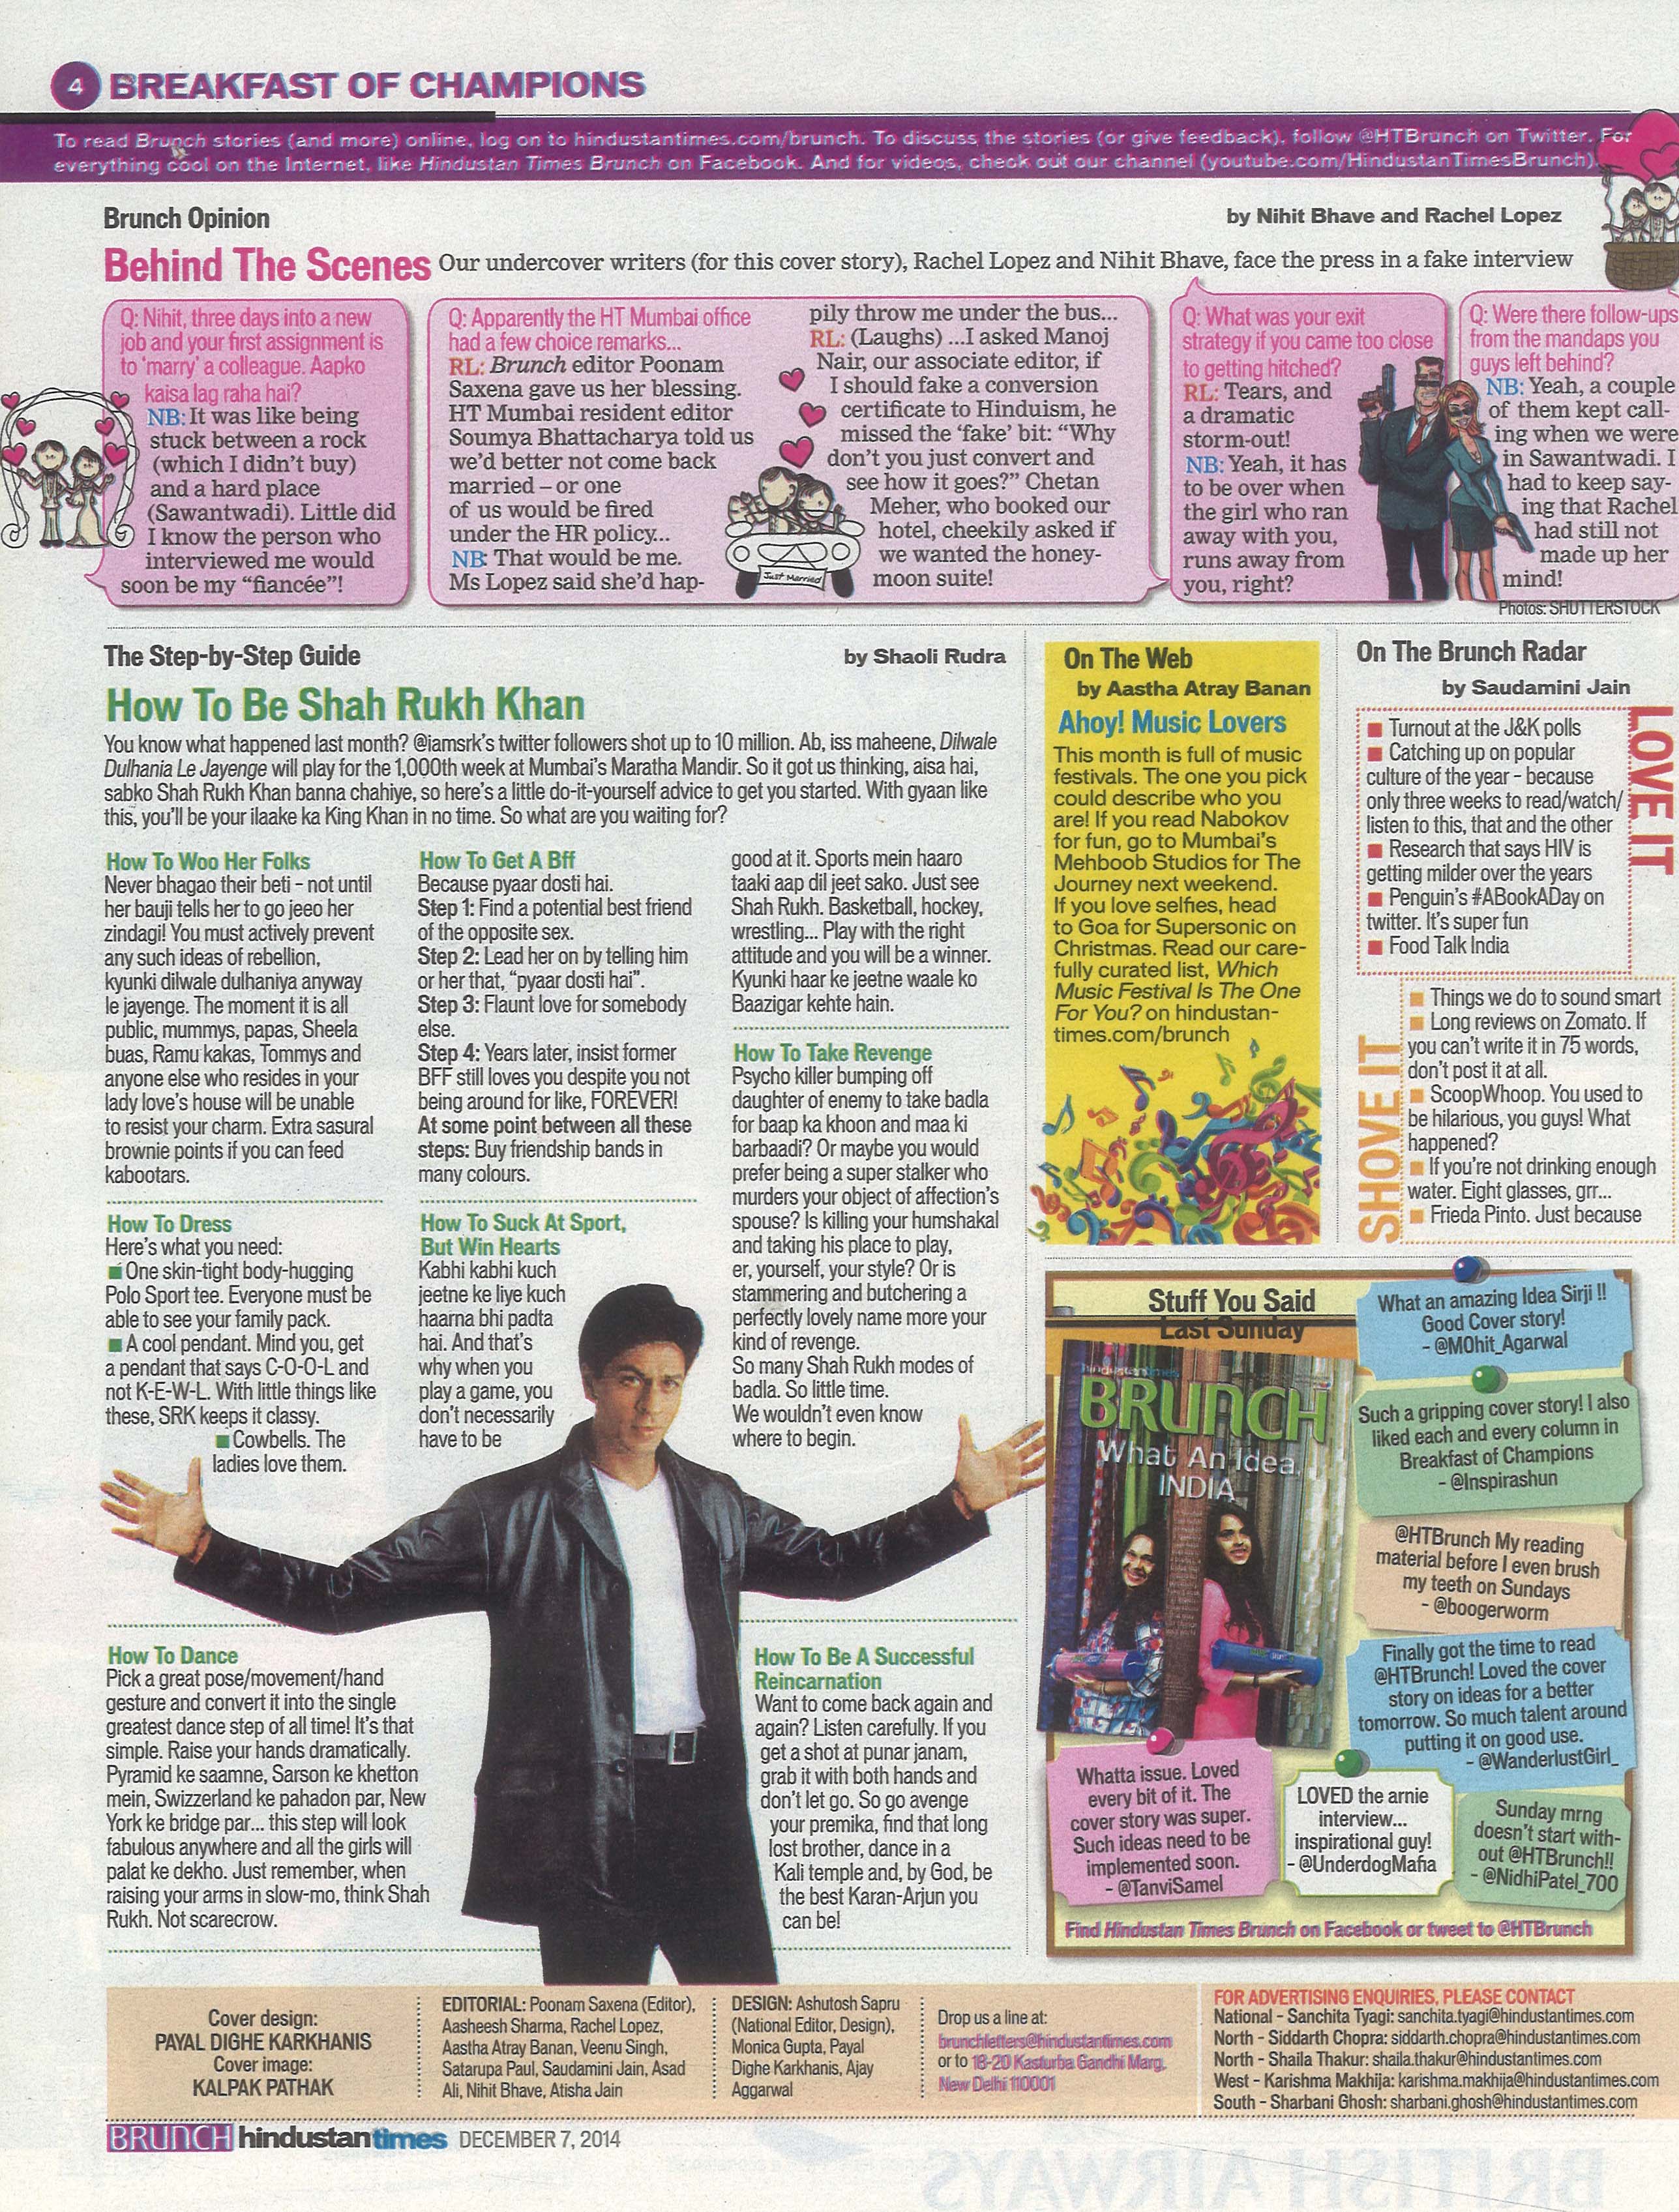 4 BREAKFAST OF CHAMPIONS
To read Brunch stories (and more) online, log on to hindustantimes.com/brunch. To discuss the stories (or give feedback), follow @HTBrunch on Twitter. For
everything cool on the Internet, like Hindustan Times Brunch on Facebook. And for videos, check out our channel (youtube.com/HindustanTimesBrunch).
Brunch Opinion
by Nihit Bhave and Rachel Lopez
Behind The Scenes Our undercover writers (for this cover story), Rachel Lopez and Nihit Bhave, face the press in a fake interview
Q: Nihit, three days into a new
job and your first assignment is
to 'marry' a colleague. Aapko
kaisa lag raha hai?
NB: It was like being
stuck between a rock
(which I didn't buy)
and a hard place
(Sawantwadi). Little did
I know the person who
interviewed me would
soon be my "fiancée"!
Q: Apparently the HT Mumbai office
had a few choice remarks...
RL: Brunch editor Poonam
Saxena gave us her blessing.
HT Mumbai resident editor
Soumya Bhattacharya told us
we'd better not come back
married – or one
of us would be fired
under the HR policy...
NB: That would be me.
Ms Lopez said she'd hap-
pily throw me under the bus...
RL: (Laughs) ...I asked Manoj
Nair, our associate editor, if
I should fake a conversion
certificate to Hinduism, he
missed the 'fake' bit: "Why
don't you just convert and
see how it goes?" Chetan
Meher, who booked our
hotel, cheekily asked if
we wanted the honey-
moon suite!
Just Married
Q: What was your exit
strategy if you came too close
to getting hitched?
RL: Tears, and
a dramatic
storm-out!
NB: Yeah, it has
to be over when
the girl who ran
away with you,
runs away from
you, right?
Q: Were there follow-ups
from the mandaps you
guys left behind?
NB: Yeah, a couple
of them kept call-
ing when we were
in Sawantwadi. I
had to keep say-
ing that Rachel
had still not
made up her
mind!
Photos: SHUTTERSTOCK
The Step-by-Step Guide
by Shaoli Rudra
How To Be Shah Rukh Khan
You know what happened last month? @iamsrk's twitter followers shot up to 10 million. Ab, iss maheene, Dilwale
Dulhania Le Jayenge will play for the 1,000th week at Mumbai's Maratha Mandir. So it got us thinking, aisa hai,
sabko Shah Rukh Khan banna chahiye, so here's a little do-it-yourself advice to get you started. With gyaan like
this, you'll be your ilaake ka King Khan in no time. So what are you waiting for?
How To Woo Her Folks
Never bhagao their beti – not until
her bauji tells her to go jeeo her
zindagi! You must actively prevent
any such ideas of rebellion,
kyunki dilwale dulhaniya anyway
le jayenge. The moment it is all
public, mummys, papas, Sheela
buas, Ramu kakas, Tommys and
anyone else who resides in your
lady love's house will be unable
to resist your charm. Extra sasural
brownie points if you can feed
kabootars.
How To Dress
Here's what you need:
■ One skin-tight body-hugging
Polo Sport tee. Everyone must be
able to see your family pack.
■ A cool pendant. Mind you, get
a pendant that says C-O-O-L and
not K-E-W-L. With little things like
these, SRK keeps it classy.
■ Cowbells. The
ladies love them.
How To Dance
Pick a great pose/movement/hand
gesture and convert it into the single
greatest dance step of all time! It's that
simple. Raise your hands dramatically.
Pyramid ke saamne, Sarson ke khetton
mein, Swizzerland ke pahadon par, New
York ke bridge par... this step will look
fabulous anywhere and all the girls will
palat ke dekho. Just remember, when
raising your arms in slow-mo, think Shah
Rukh. Not scarecrow.
How To Get A Bff
Because pyaar dosti hai.
Step 1: Find a potential best friend
of the opposite sex.
Step 2: Lead her on by telling him
or her that, "pyaar dosti hai".
Step 3: Flaunt love for somebody
else.
Step 4: Years later, insist former
BFF still loves you despite you not
being around for like, FOREVER!
At some point between all these
steps: Buy friendship bands in
many colours.
How To Suck At Sport,
But Win Hearts
Kabhi kabhi kuch
jeetne ke liye kuch
haarna bhi padta
hai. And that's
why when you
play a game, you
don't necessarily
have to be
good at it. Sports mein haaro
taaki aap dil jeet sako. Just see
Shah Rukh. Basketball, hockey,
wrestling... Play with the right
attitude and you will be a winner.
Kyunki haar ke jeetne waale ko
Baazigar kehte hain.
How To Take Revenge
Psycho killer bumping off
daughter of enemy to take badla
for baap ka khoon and maa ki
barbaadi? Or maybe you would
prefer being a super stalker who
murders your object of affection's
spouse? Is killing your humshakal
and taking his place to play,
er, yourself, your style? Or is
stammering and butchering a
perfectly lovely name more your
kind of revenge.
So many Shah Rukh modes of
badla. So little time.
We wouldn't even know
where to begin.
How To Be A Successful
Reincarnation
Want to come back again and
again? Listen carefully. If you
get a shot at punar janam,
grab it with both hands and
don't let go. So go avenge
your premika, find that long
lost brother, dance in a
Kali temple and, by God, be
the best Karan-Arjun you
can be!
On The Web
by Aastha Atray Banan
Ahoy! Music Lovers
This month is full of music
festivals. The one you pick
could describe who you
are! If you read Nabokov
for fun, go to Mumbai's
Mehboob Studios for The
Journey next weekend.
If you love selfies, head
to Goa for Supersonic on
Christmas. Read our care-
fully curated list, Which
Music Festival Is The One
For You? on hindustan-
times.com/brunch
On The Brunch Radar
by Saudamini Jain
LOVE IT
■ Turnout at the J&K polls
■ Catching up on popular
culture of the year – because
only three weeks to read/watch/
listen to this, that and the other
■ Research that says HIV is
getting milder over the years
■ Penguin's #ABookADay on
twitter. It's super fun
■ Food Talk India
SHOVE IT
■ Things we do to sound smart
■ Long reviews on Zomato. If
you can't write it in 75 words,
don't post it at all.
■ ScoopWhoop. You used to
be hilarious, you guys! What
happened?
■ If you're not drinking enough
water. Eight glasses, grr...
■ Frieda Pinto. Just because
Stuff You Said
Last Sunday
hindustantimes
BRUNCH
What An Idea,
INDIA
What an amazing Idea Sirji !!
Good Cover story!
- @M0hit_Agarwal
Such a gripping cover story! I also
liked each and every column in
Breakfast of Champions
- @Inspirashun
@HTBrunch My reading
material before I even brush
my teeth on Sundays
- @boogerworm
Finally got the time to read
@HTBrunch! Loved the cover
story on ideas for a better
tomorrow. So much talent around
putting it on good use.
- @WanderlustGirl_
Whatta issue. Loved
every bit of it. The
cover story was super.
Such ideas need to be
implemented soon.
- @TanviSamel
LOVED the arnie
interview...
inspirational guy!
- @UnderdogMafia
Sunday mrng
doesn't start with-
out @HTBrunch!!
- @NidhiPatel_700
Find Hindustan Times Brunch on Facebook or tweet to @HTBrunch
Cover design:
PAYAL DIGHE KARKHANIS
Cover image:
KALPAK PATHAK
EDITORIAL: Poonam Saxena (Editor),
Aasheesh Sharma, Rachel Lopez,
Aastha Atray Banan, Veenu Singh,
Satarupa Paul, Saudamini Jain, Asad
Ali, Nihit Bhave, Atisha Jain
DESIGN: Ashutosh Sapru
(National Editor, Design),
Monica Gupta, Payal
Dighe Karkhanis, Ajay
Aggarwal
Drop us a line at:
brunchletters@hindustantimes.com
or to 18-20 Kasturba Gandhi Marg,
New Delhi 110001
FOR ADVERTISING ENQUIRIES, PLEASE CONTACT
National - Sanchita Tyagi: sanchita.tyagi@hindustantimes.com
North - Siddarth Chopra: siddarth.chopra@hindustantimes.com
North - Shaila Thakur: shaila.thakur@hindustantimes.com
West - Karishma Makhija: karishma.makhija@hindustantimes.com
South - Sharbani Ghosh: sharbani.ghosh@hindustantimes.com
BRUNCH hindustantimes DECEMBER 7, 2014
BRITISH AIRWAYS